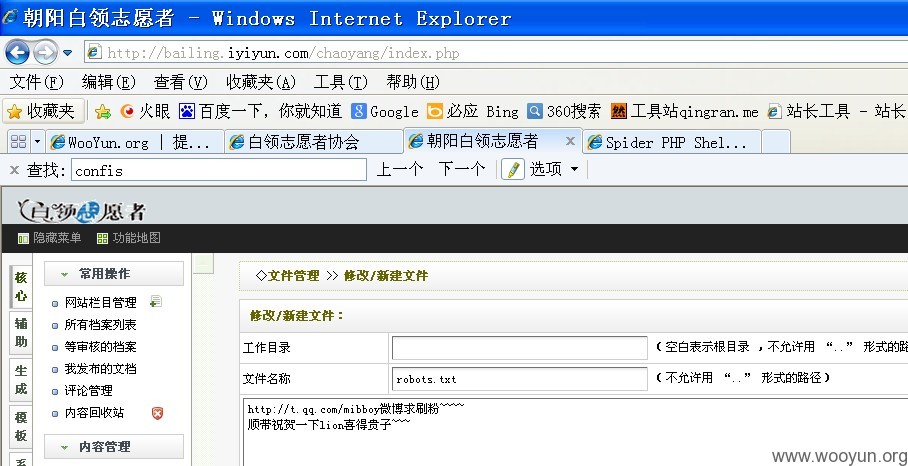 朝阳白领志愿者 - Windows Internet Explorer
http://bailing.iyiyun.com/chaoyang/index.php
文件(F) 编辑(E) 查看(V) 收藏夹(A) 工具(T) 帮助(H)
收藏夹 火眼 百度一下，你就知道 Google 必应 Bing 360搜索 工具站qingran.me 站长工具 - 站长
WooYun.org | 提... 白领志愿者协会 朝阳白领志愿者 x Spider PHP Shel...
x 查找: confis 上一个 下一个 选项
白领志愿者
隐藏菜单 功能地图
核心
辅助
生成
模板
系
常用操作
网站栏目管理
所有档案列表
等审核的档案
我发布的文档
评论管理
内容回收站
内容管理
◇文件管理 >> 修改/新建文件
修改/新建文件：
工作目录 （空白表示根目录 ，不允许用 “..” 形式的路
文件名称 robots.txt （不允许用 “..” 形式的路径）
http://t.qq.com/mibboy微博求刷粉~~~~
顺带祝贺一下lion喜得贵子~~~
www.wooyun.org